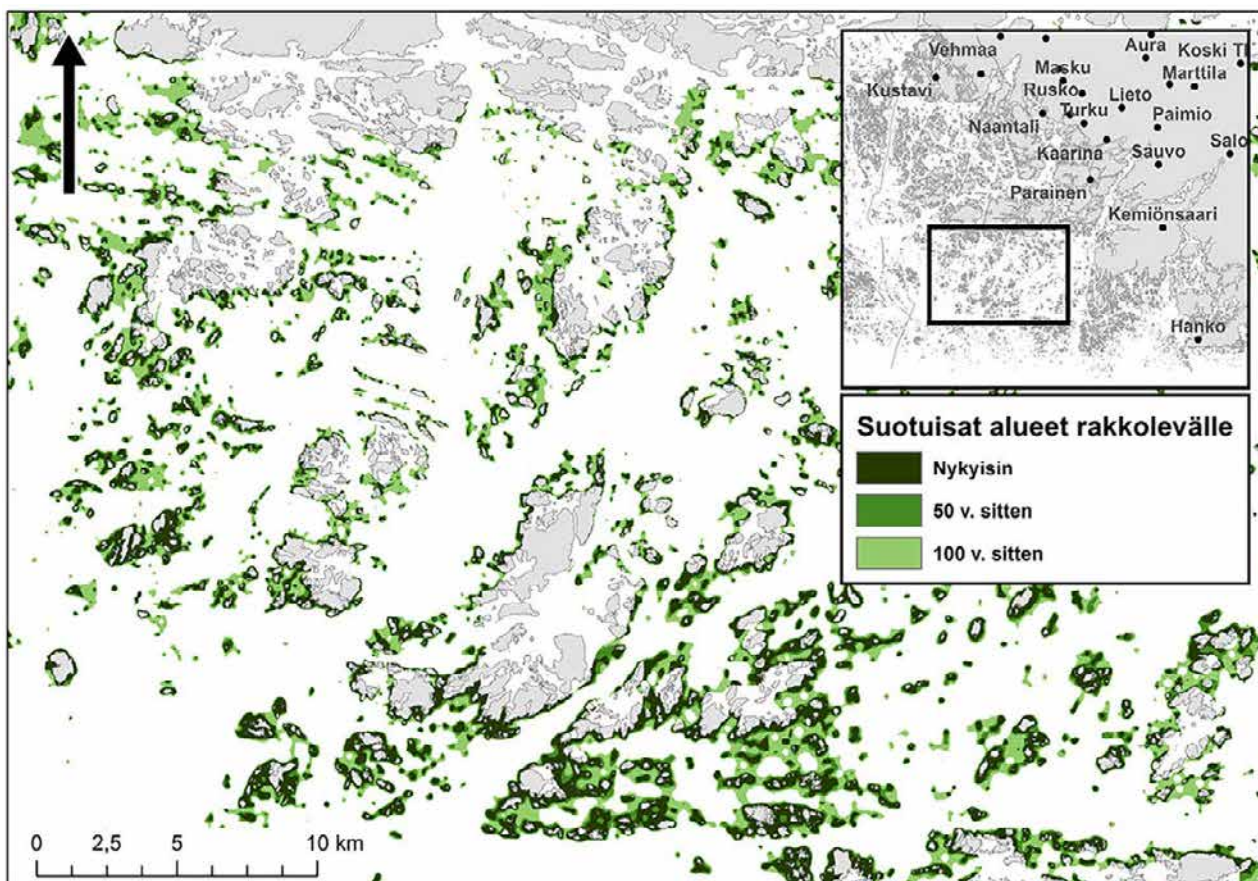 Vehmaa
Aura
Koski Tl.
Masku
Marttila
Kustavi
Rusko
Lieto
Turku
Paimio
Naantali
Kaarina
Sauvo
Salo
Parainen
Kemiönsaari
Hanko
Suotuisat alueet rakkolevälle
Nykyisin
50 v. sitten
100 v. sitten
0 2,5 5 10 km